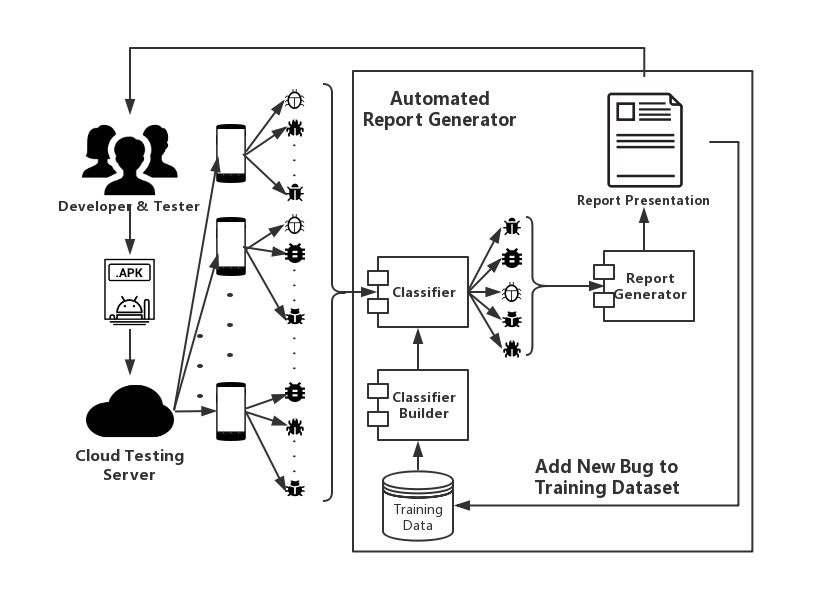 Automated
Report Generator
Developer & Tester
Report Presentation
.APK
Classifier
Report
Generator
Classifier
Builder
Cloud Testing
Server
Add New Bug to
Training Dataset
Training
Data